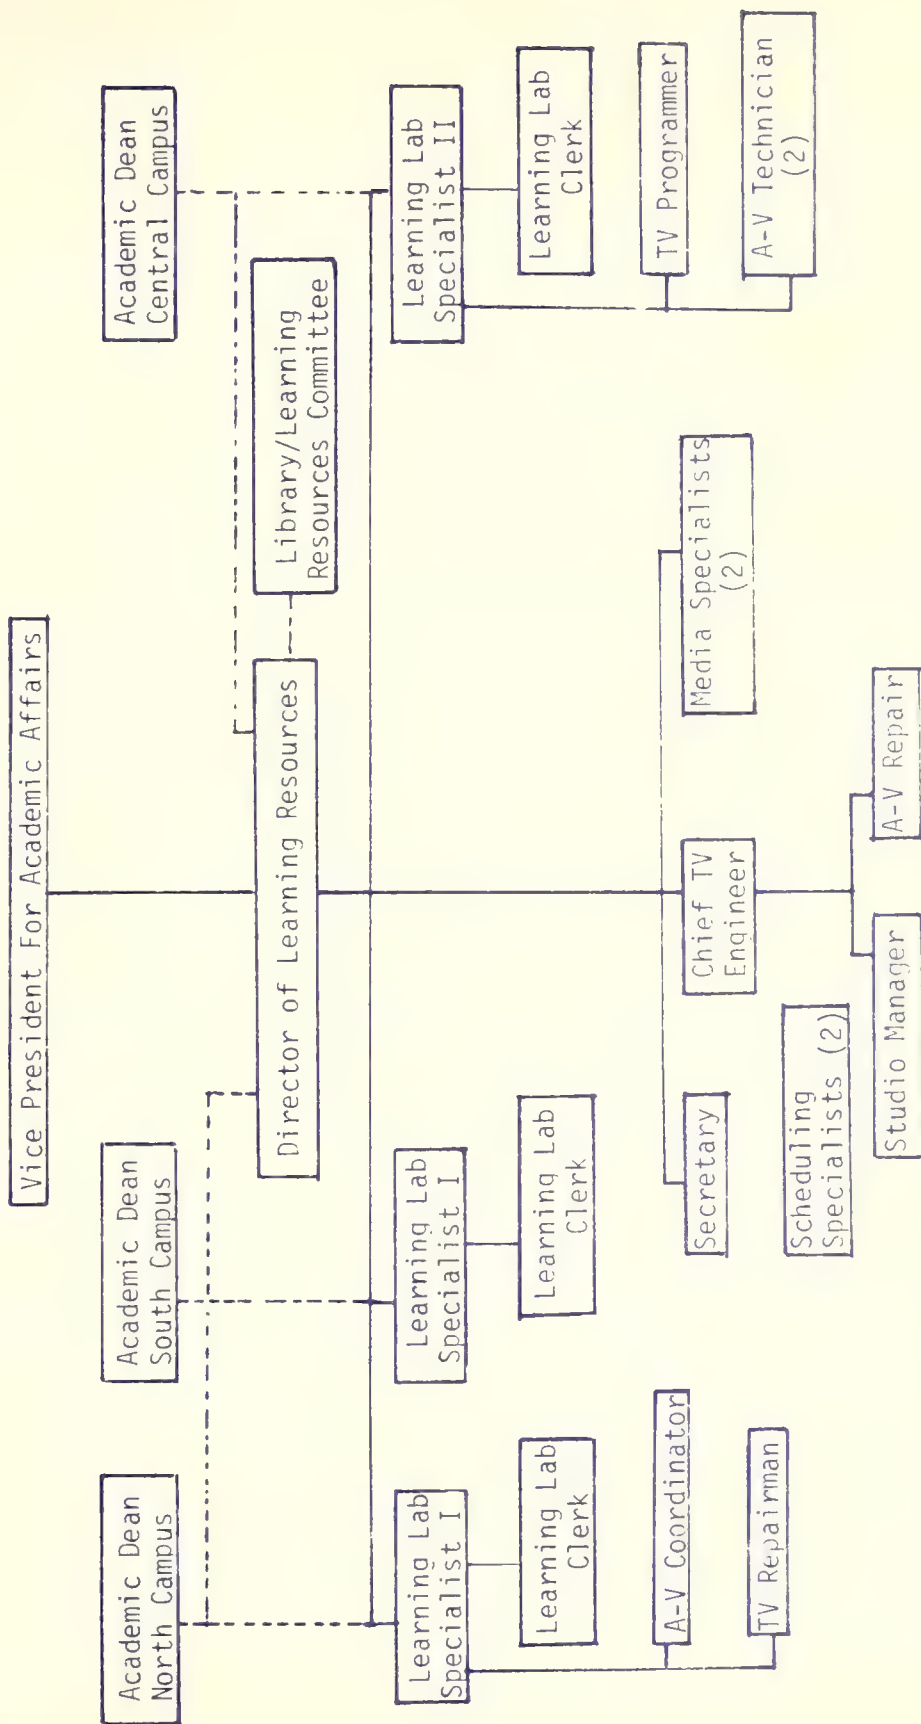 Vice President For Academic Affairs
Academic Dean
North Campus
Academic Dean
South Campus
Academic Dean
Central Campus
Director of Learning Resources
Library/Learning
Resources Committee
Learning Lab
Specialist I
Learning Lab
Specialist I
Learning Lab
Specialist II
Learning Lab
Clerk
Learning Lab
Clerk
Learning Lab
Clerk
A-V Coordinator
TV Repairman
Secretary
Chief TV
Engineer
Media Specialists
(2)
TV Programmer
A-V Technician
(2)
Scheduling
Specialists (2)
Studio Manager
A-V Repair